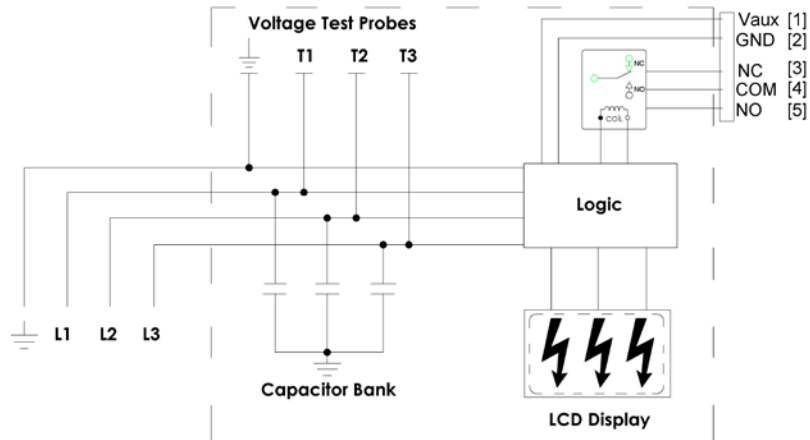 Voltage Test Probes
T1 T2 T3
Vaux [1]
GND [2]
NC [3]
COM [4]
NO [5]
NC
NO
COIL
Logic
L1 L2 L3
Capacitor Bank
LCD Display